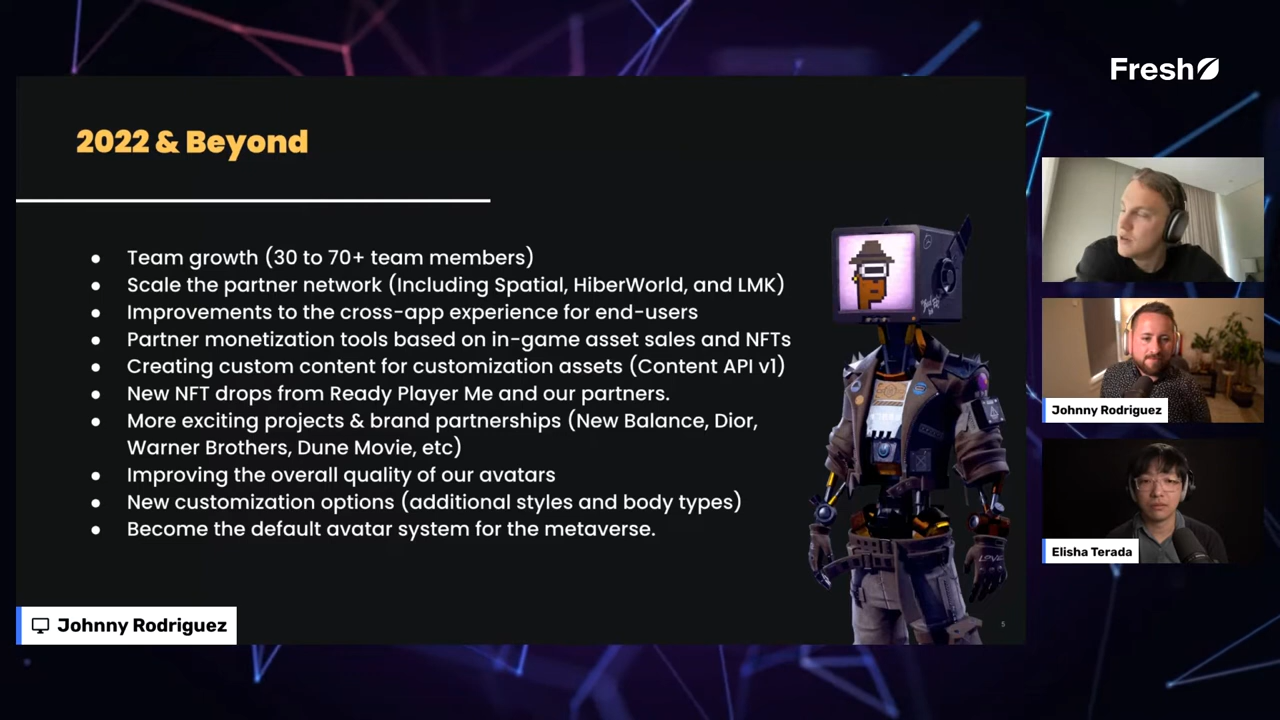 Fresh
2022 & Beyond
● Team growth (30 to 70+ team members)
● Scale the partner network (Including Spatial, HiberWorld, and LMK)
● Improvements to the cross-app experience for end-users
● Partner monetization tools based on in-game asset sales and NFTs
● Creating custom content for customization assets (Content API v1)
● New NFT drops from Ready Player Me and our partners.
● More exciting projects & brand partnerships (New Balance, Dior,
Warner Brothers, Dune Movie, etc)
● Improving the overall quality of our avatars
● New customization options (additional styles and body types)
● Become the default avatar system for the metaverse.
5
Johnny Rodriguez
Johnny Rodriguez
Elisha Terada